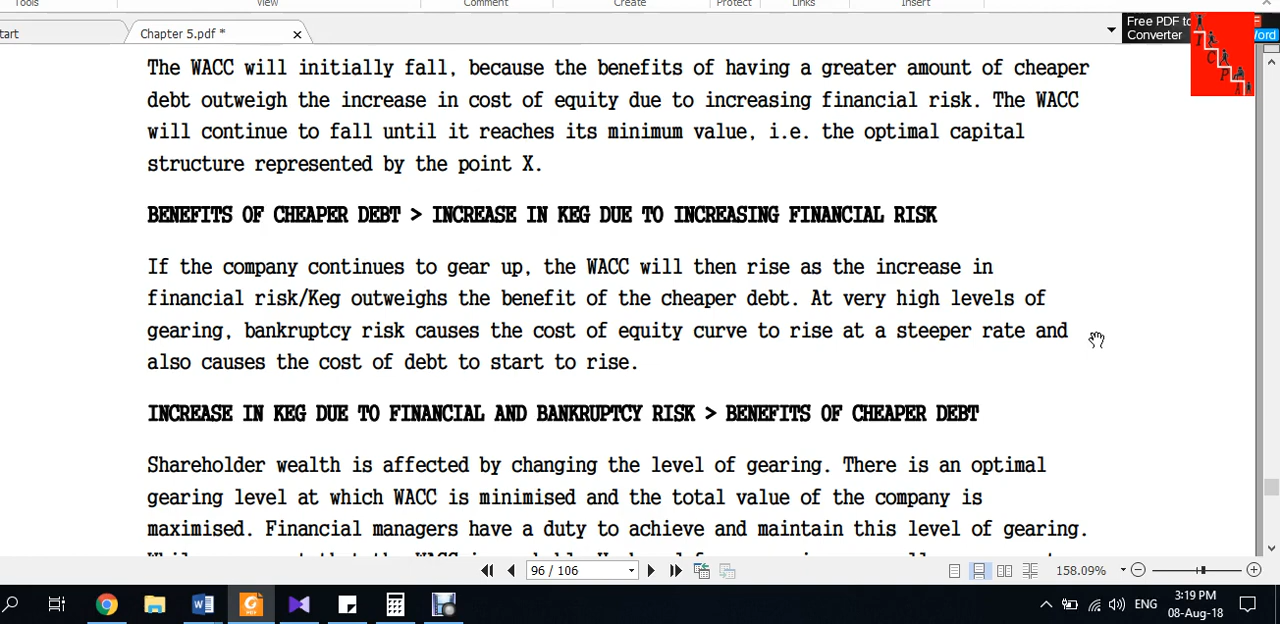 Tools View Comment Create Protect Links Insert
tart Chapter 5.pdf * × Free PDF to
Converter Word
T
C
P
A
The WACC will initially fall, because the benefits of having a greater amount of cheaper
debt outweigh the increase in cost of equity due to increasing financial risk. The WACC
will continue to fall until it reaches its minimum value, i.e. the optimal capital
structure represented by the point X.
BENEFITS OF CHEAPER DEBT > INCREASE IN KEG DUE TO INCREASING FINANCIAL RISK
If the company continues to gear up, the WACC will then rise as the increase in
financial risk/Keg outweighs the benefit of the cheaper debt. At very high levels of
gearing, bankruptcy risk causes the cost of equity curve to rise at a steeper rate and
also causes the cost of debt to start to rise.
INCREASE IN KEG DUE TO FINANCIAL AND BANKRUPTCY RISK > BENEFITS OF CHEAPER DEBT
Shareholder wealth is affected by changing the level of gearing. There is an optimal
gearing level at which WACC is minimised and the total value of the company is
maximised. Financial managers have a duty to achieve and maintain this level of gearing.
96 / 106 158.09%
ENG 3:19 PM
08-Aug-18